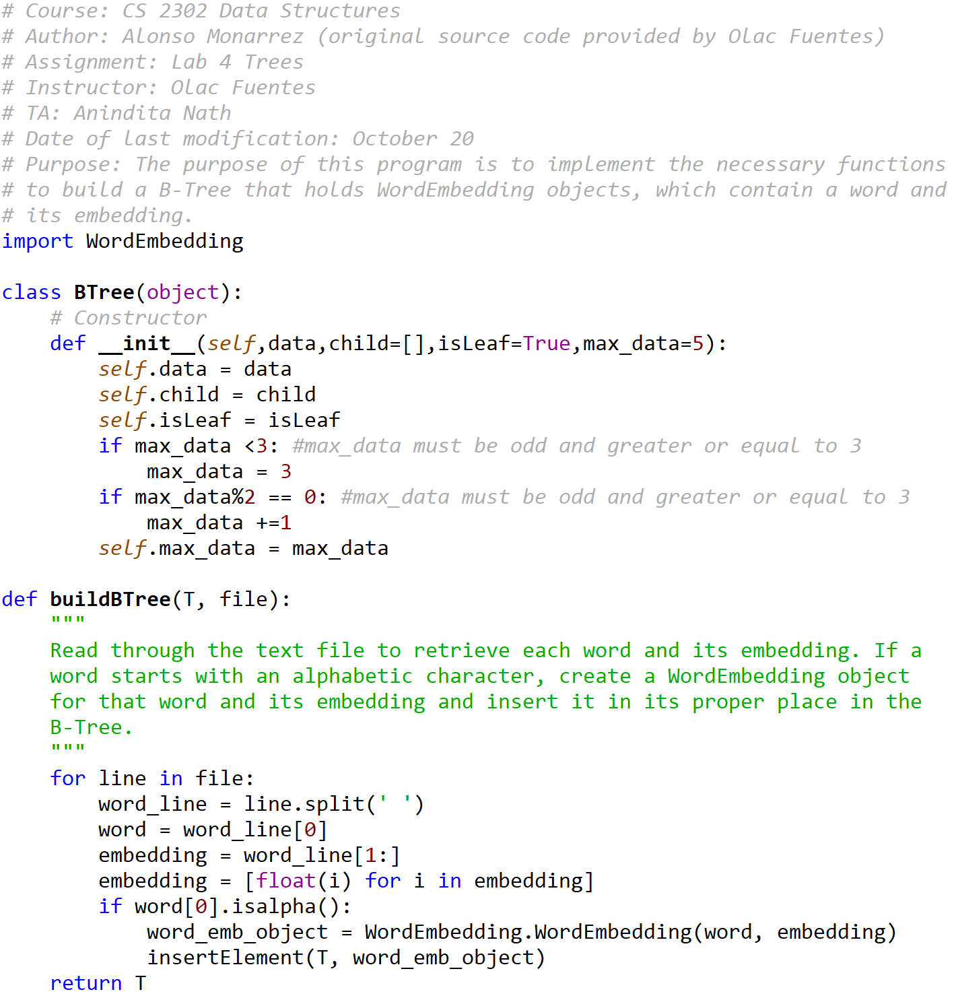 # Course: CS 2302 Data Structures
# Author: Alonso Monarrez (original source code provided by Olac Fuentes)
# Assignment: Lab 4 Trees
# Instructor: Olac Fuentes
# TA: Anindita Nath
# Date of last modification: October 20
# Purpose: The purpose of this program is to implement the necessary functions
# to build a B-Tree that holds WordEmbedding objects, which contain a word and
# its embedding.
import WordEmbedding

class BTree(object):
    # Constructor
    def __init__(self,data,child=[],isLeaf=True,max_data=5):
        self.data = data
        self.child = child
        self.isLeaf = isLeaf
        if max_data <3: #max_data must be odd and greater or equal to 3
            max_data = 3
        if max_data%2 == 0: #max_data must be odd and greater or equal to 3
            max_data +=1
        self.max_data = max_data

def buildBTree(T, file):
    """
    Read through the text file to retrieve each word and its embedding. If a
    word starts with an alphabetic character, create a WordEmbedding object
    for that word and its embedding and insert it in its proper place in the
    B-Tree.
    """
    for line in file:
        word_line = line.split(' ')
        word = word_line[0]
        embedding = word_line[1:]
        embedding = [float(i) for i in embedding]
        if word[0].isalpha():
            word_emb_object = WordEmbedding.WordEmbedding(word, embedding)
            insertElement(T, word_emb_object)
    return T